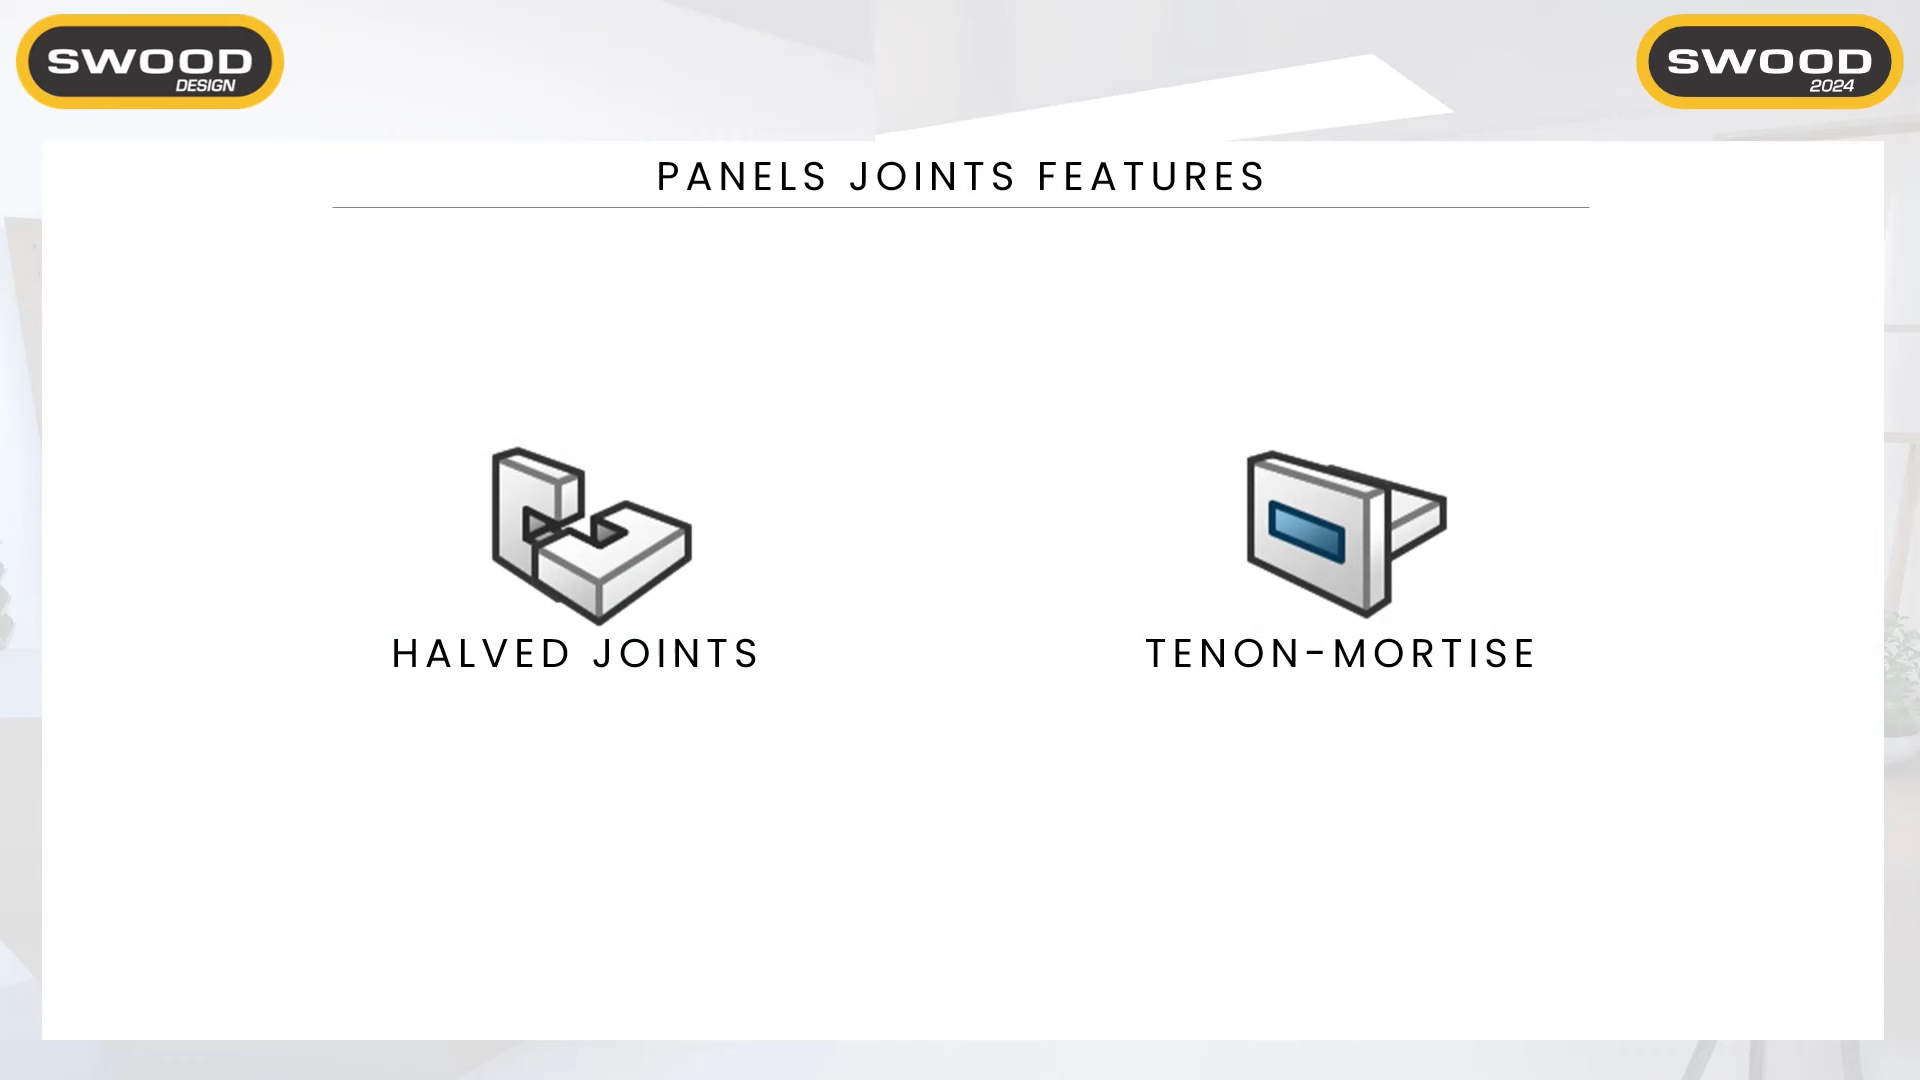 SWOOD
DESIGN
SWOOD
2024
PANELS JOINTS FEATURES
HALVED JOINTS
TENON-MORTISE